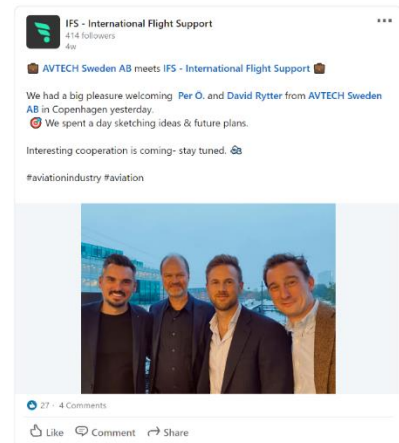 IFS - International Flight Support
414 followers
4w
AVTECH Sweden AB meets IFS - International Flight Support
We had a big pleasure welcoming Per Ö. and David Rytter from AVTECH Sweden
AB in Copenhagen yesterday.
We spent a day sketching ideas & future plans.
Interesting cooperation is coming- stay tuned.
#aviationindustry #aviation
27 · 4 Comments
Like Comment Share